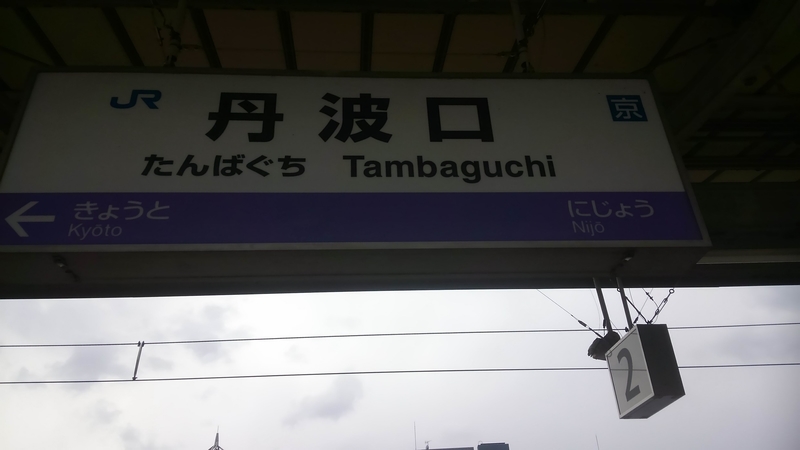 JR 丹波口 京
たんばぐち Tambaguchi
← きょうと にじょう
Kyōto Nijō
2